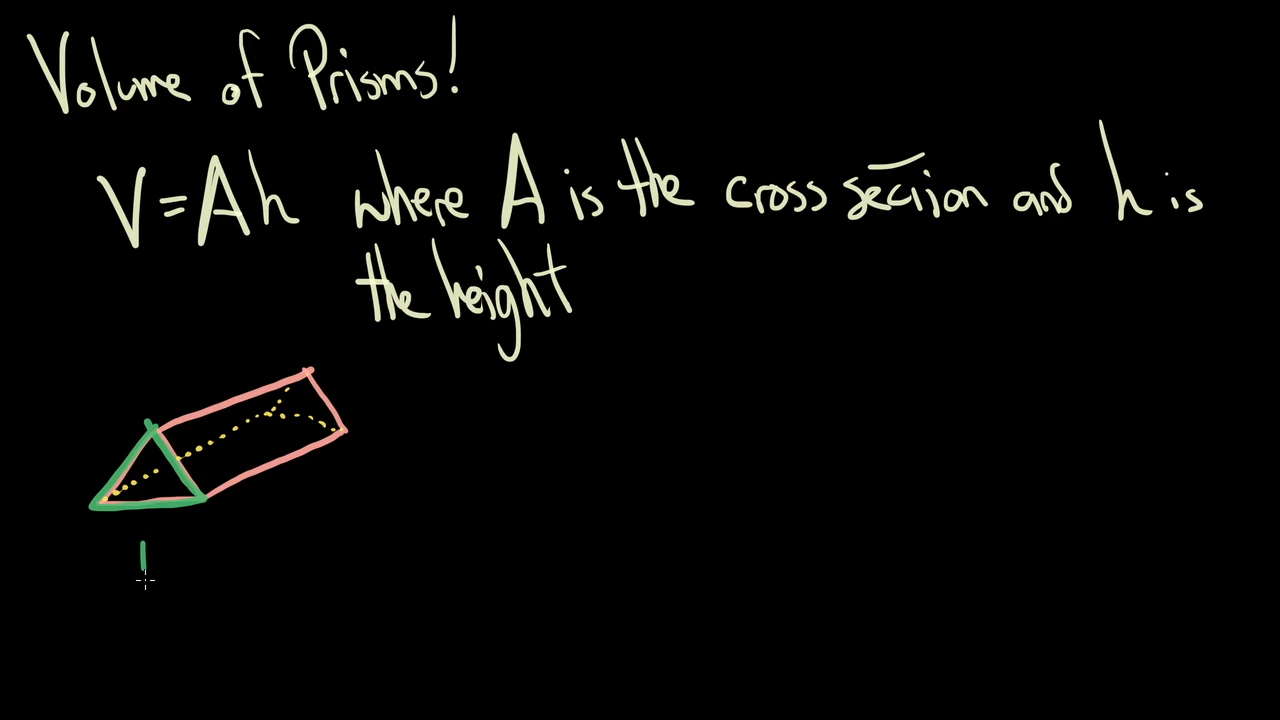 Volume of Prisms!
V=Ah where A is the cross section and h is
the height